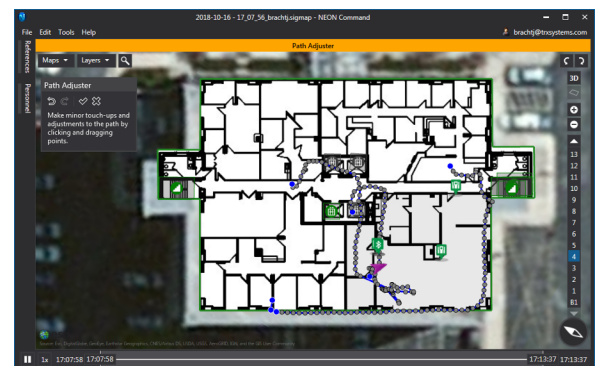 2018-10-16 - 17_07_56_brachtj.sigmap - NEON Command
File Edit Tools Help
brachtj@trxsystems.com
Path Adjuster
References
Personnel
Maps
Layers
Path Adjuster
Make minor touch-ups and
adjustments to the path by
clicking and dragging
points.
3D
13
12
11
10
9
8
7
6
5
4
3
2
1
B1
1x 17:07:58 17:07:58 17:13:37 17:13:37